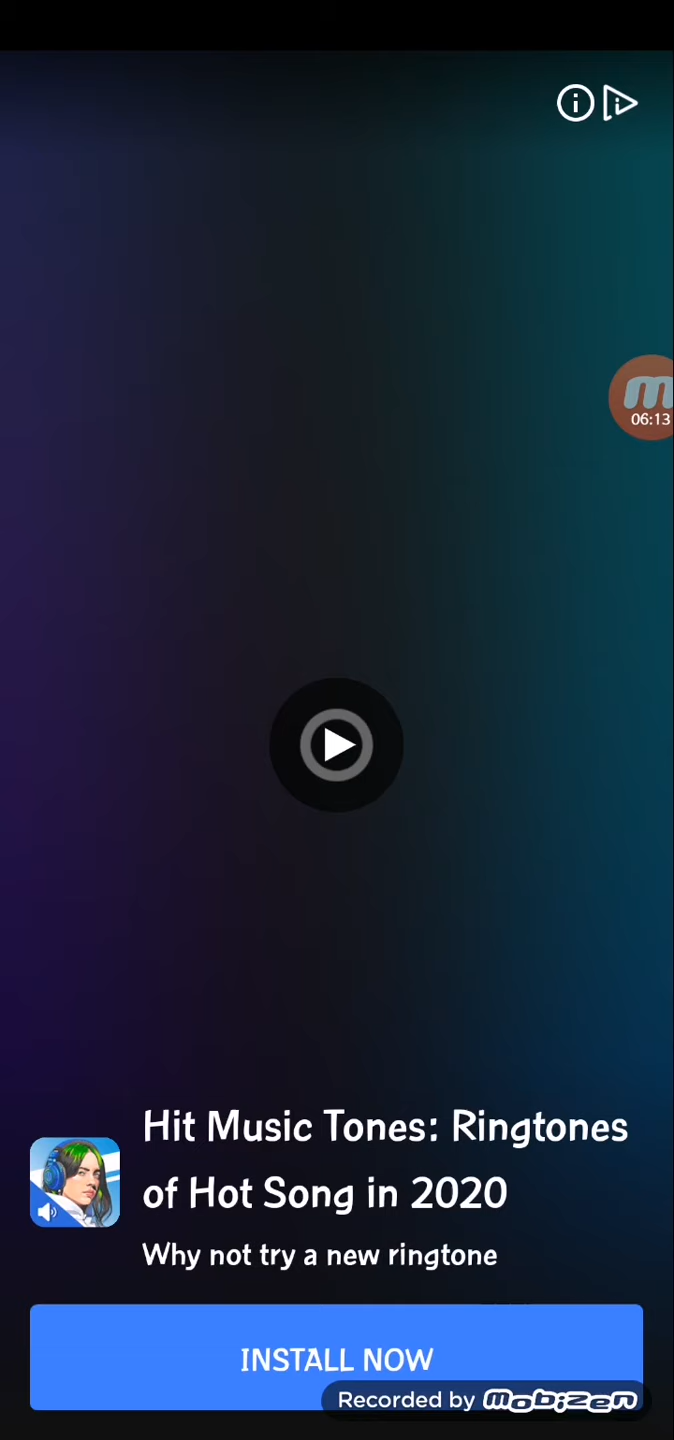 06:13
Hit Music Tones: Ringtones
of Hot Song in 2020
Why not try a new ringtone
INSTALL NOW
Recorded by mobizen